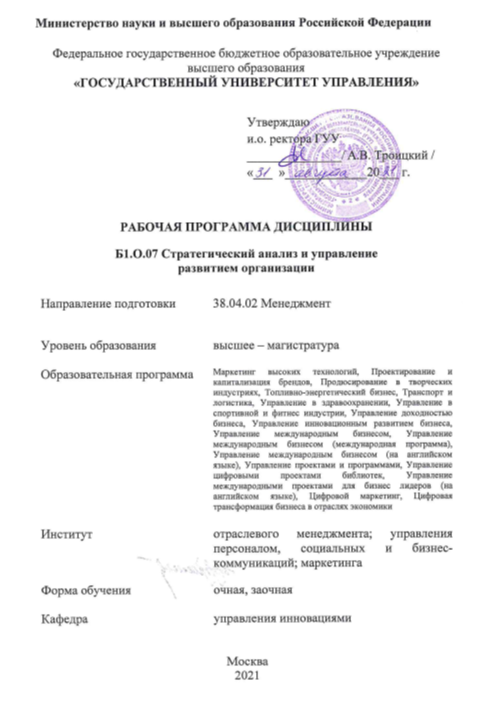 Министерство науки и высшего образования Российской Федерации
Федеральное государственное бюджетное образовательное учреждение
высшего образования
«ГОСУДАРСТВЕННЫЙ УНИВЕРСИТЕТ УПРАВЛЕНИЯ»
Утверждаю
и.о. ректора ГУУ
/ А.В. Троицкий /
«31» августа 2021 г.
РАБОЧАЯ ПРОГРАММА ДИСЦИПЛИНЫ
Б1.О.07 Стратегический анализ и управление
развитием организации
Направление подготовки 38.04.02 Менеджмент
Уровень образования высшее – магистратура
Образовательная программа Маркетинг высоких технологий, Проектирование и
капитализация брендов, Продюсирование в творческих
индустриях, Топливно-энергетический бизнес, Транспорт и
логистика, Управление в здравоохранении, Управление в
спортивной и фитнес индустрии, Управление доходностью
бизнеса, Управление инновационным развитием бизнеса,
Управление международным бизнесом, Управление
международным бизнесом (международная программа),
Управление международным бизнесом (на английском
языке), Управление проектами и программами, Управление
цифровыми проектами библиотек, Управление
международными проектами для бизнес лидеров (на
английском языке), Цифровой маркетинг, Цифровая
трансформация бизнеса в отраслях экономики
Институт отраслевого менеджмента; управления
персоналом, социальных и бизнес-
коммуникаций; маркетинга
Форма обучения очная, заочная
Кафедра управления инновациями
Москва
2021